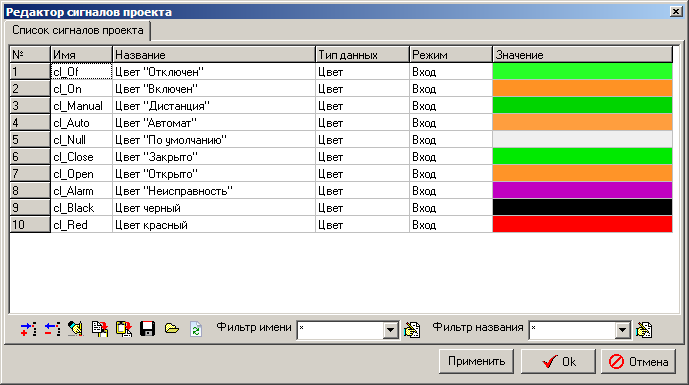 Редактор сигналов проекта
Список сигналов проекта
№ Имя Название Тип данных Режим Значение
1 cl_Of Цвет "Отключен" Цвет Вход
2 cl_On Цвет "Включен" Цвет Вход
3 cl_Manual Цвет "Дистанция" Цвет Вход
4 cl_Auto Цвет "Автомат" Цвет Вход
5 cl_Null Цвет "По умолчанию" Цвет Вход
6 cl_Close Цвет "Закрыто" Цвет Вход
7 cl_Open Цвет "Открыто" Цвет Вход
8 cl_Alarm Цвет "Неисправность" Цвет Вход
9 cl_Black Цвет черный Цвет Вход
10 cl_Red Цвет красный Цвет Вход
Фильтр имени * Фильтр названия *
Применить Ok Отмена